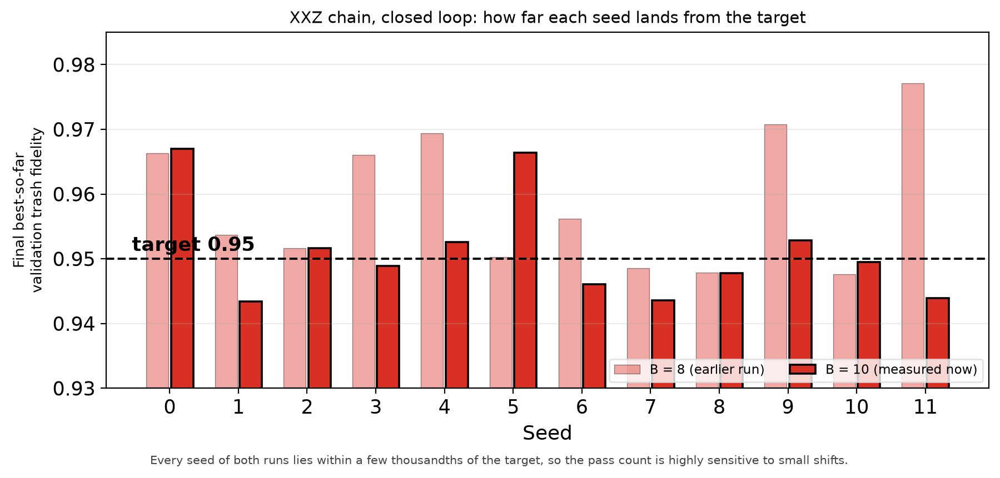 XXZ chain, closed loop: how far each seed lands from the target
Final best-so-far
validation trash fidelity
0.98
0.97
0.96
0.95
0.94
0.93
target 0.95
B = 8 (earlier run)
B = 10 (measured now)
0 1 2 3 4 5 6 7 8 9 10 11
Seed
Every seed of both runs lies within a few thousandths of the target, so the pass count is highly sensitive to small shifts.